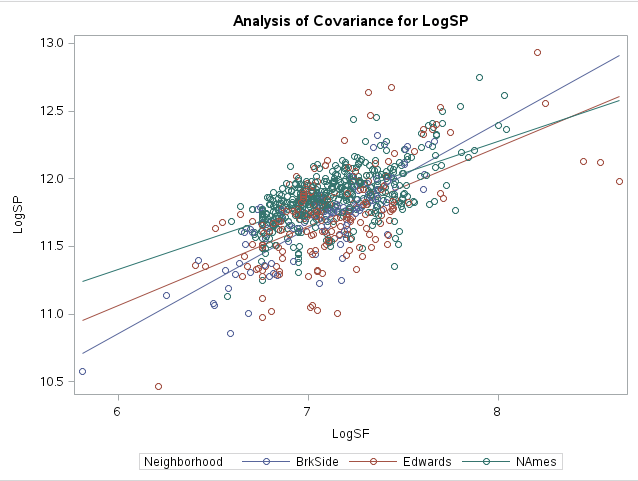 Analysis of Covariance for LogSP
13.0
12.5
12.0
11.5
11.0
10.5
LogSP
6 7 8
LogSF
Neighborhood BrkSide Edwards NAmes